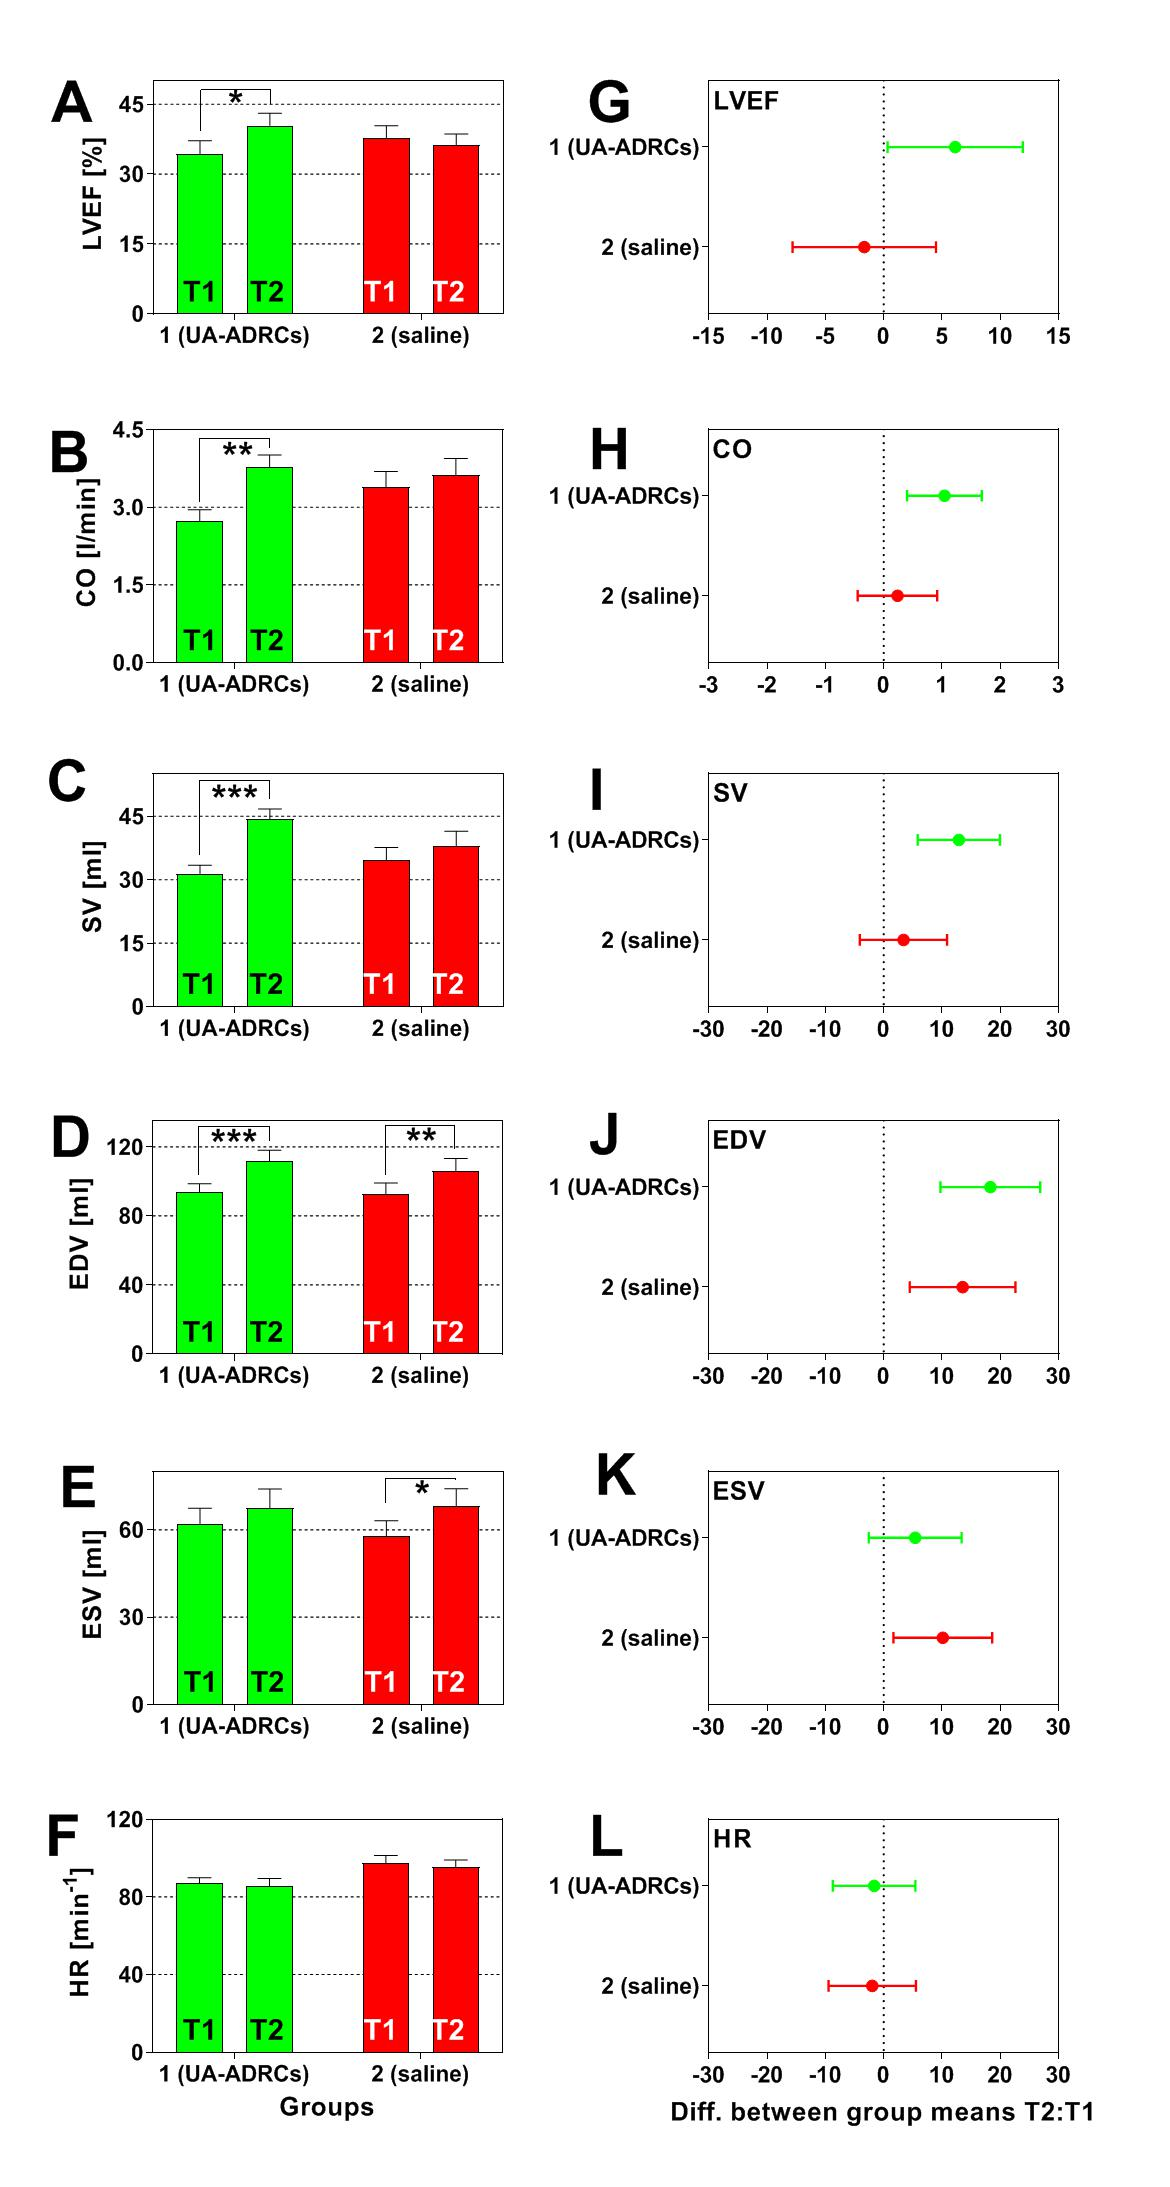 A
LVEF [%]
45
30
15
0
*
T1
T2
T1
T2
1 (UA-ADRCs)
2 (saline)
G
LVEF
1 (UA-ADRCs)
2 (saline)
-15 -10 -5 0 5 10 15
B
CO [l/min]
4.5
3.0
1.5
0.0
**
T1
T2
T1
T2
1 (UA-ADRCs)
2 (saline)
H
CO
1 (UA-ADRCs)
2 (saline)
-3 -2 -1 0 1 2 3
C
SV [ml]
45
30
15
0
***
T1
T2
T1
T2
1 (UA-ADRCs)
2 (saline)
I
SV
1 (UA-ADRCs)
2 (saline)
-30 -20 -10 0 10 20 30
D
EDV [ml]
120
80
40
0
***
**
T1
T2
T1
T2
1 (UA-ADRCs)
2 (saline)
J
EDV
1 (UA-ADRCs)
2 (saline)
-30 -20 -10 0 10 20 30
E
ESV [ml]
60
30
0
*
T1
T2
T1
T2
1 (UA-ADRCs)
2 (saline)
K
ESV
1 (UA-ADRCs)
2 (saline)
-30 -20 -10 0 10 20 30
F
HR [min⁻¹]
120
80
40
0
T1
T2
T1
T2
1 (UA-ADRCs)
2 (saline)
Groups
L
HR
1 (UA-ADRCs)
2 (saline)
-30 -20 -10 0 10 20 30
Diff. between group means T2:T1